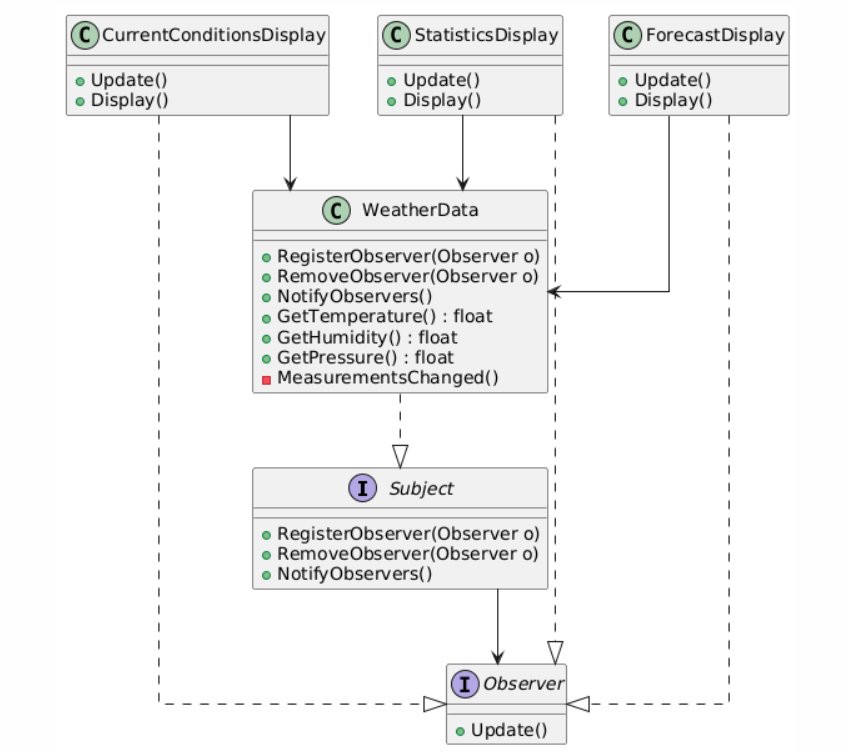 C CurrentConditionsDisplay
Update()
Display()
C StatisticsDisplay
Update()
Display()
C ForecastDisplay
Update()
Display()
C WeatherData
RegisterObserver(Observer o)
RemoveObserver(Observer o)
NotifyObservers()
GetTemperature() : float
GetHumidity() : float
GetPressure() : float
MeasurementsChanged()
I Subject
RegisterObserver(Observer o)
RemoveObserver(Observer o)
NotifyObservers()
I Observer
Update()